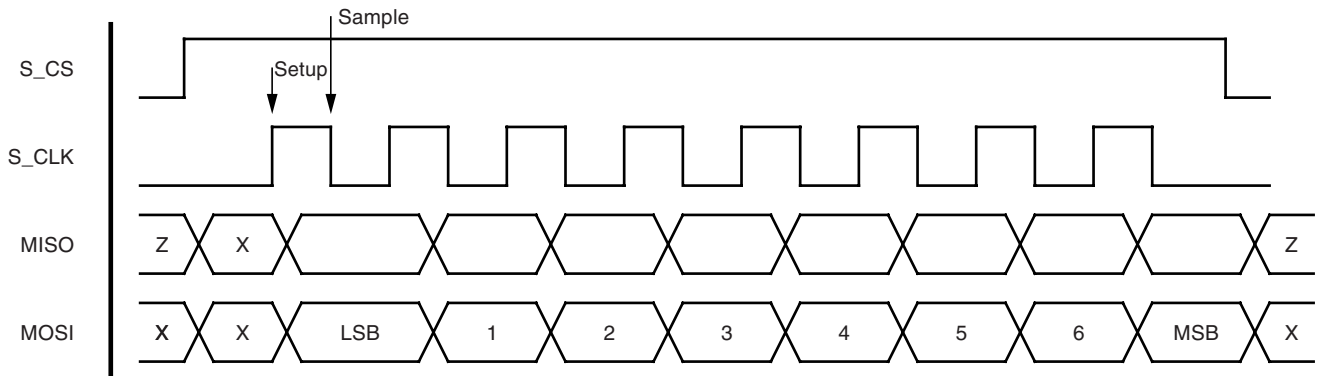 Sample
S_CS
Setup
S_CLK
MISO Z X Z
MOSI X X LSB 1 2 3 4 5 6 MSB X